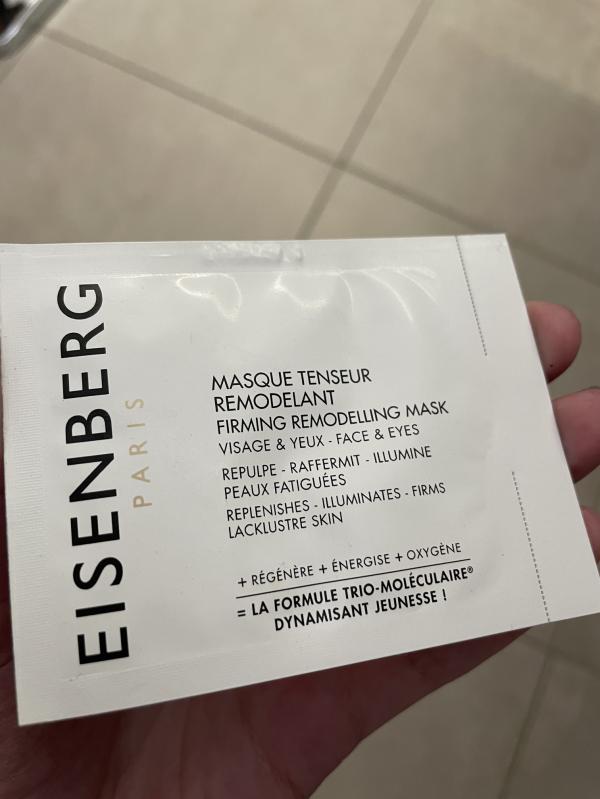 EISENBERG
PARIS
MASQUE TENSEUR
REMODELANT
FIRMING REMODELLING MASK
VISAGE & YEUX - FACE & EYES
REPULPE - RAFFERMIT - ILLUMINE
PEAUX FATIGUÉES
REPLENISHES - ILLUMINATES - FIRMS
LACKLUSTRE SKIN
+ RÉGÉNÈRE + ÉNERGISE + OXYGÈNE
= LA FORMULE TRIO-MOLÉCULAIRE®
DYNAMISANT JEUNESSE !